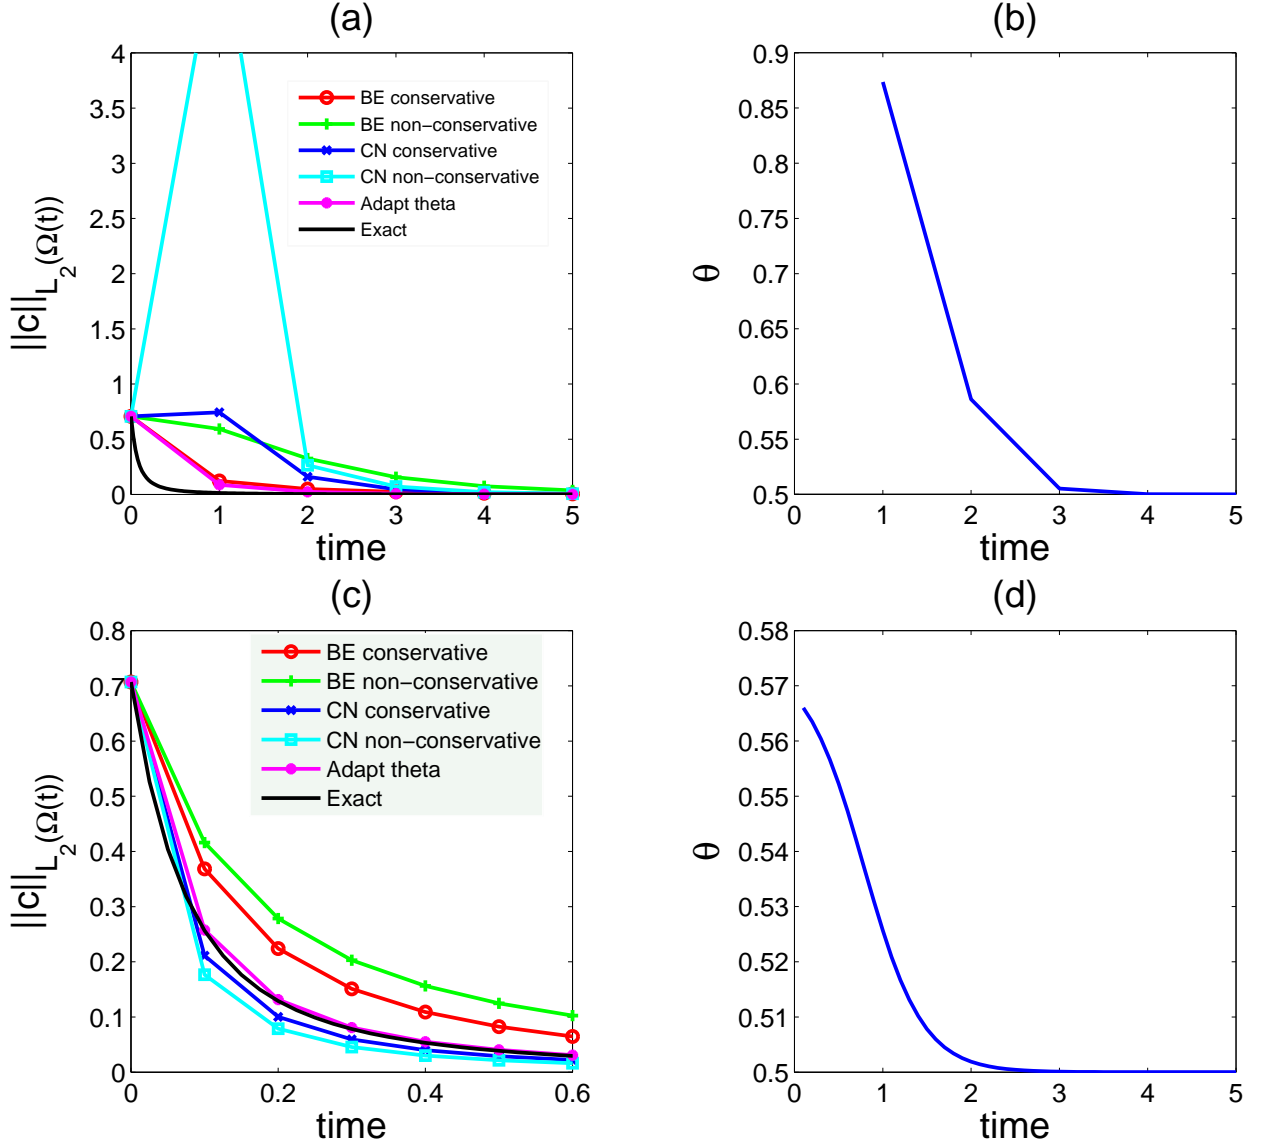 (a)
4
3.5
3
2.5
2
1.5
1
0.5
0
||c||L2(Ω(t))
BE conservative
BE non−conservative
CN conservative
CN non−conservative
Adapt theta
Exact
0 1 2 3 4 5
time
(b)
0.9
0.85
0.8
0.75
0.7
0.65
0.6
0.55
0.5
θ
0 1 2 3 4 5
time
(c)
0.8
0.7
0.6
0.5
0.4
0.3
0.2
0.1
0
||c||L2(Ω(t))
BE conservative
BE non−conservative
CN conservative
CN non−conservative
Adapt theta
Exact
0 0.2 0.4 0.6
time
(d)
0.58
0.57
0.56
0.55
0.54
0.53
0.52
0.51
0.5
θ
0 1 2 3 4 5
time